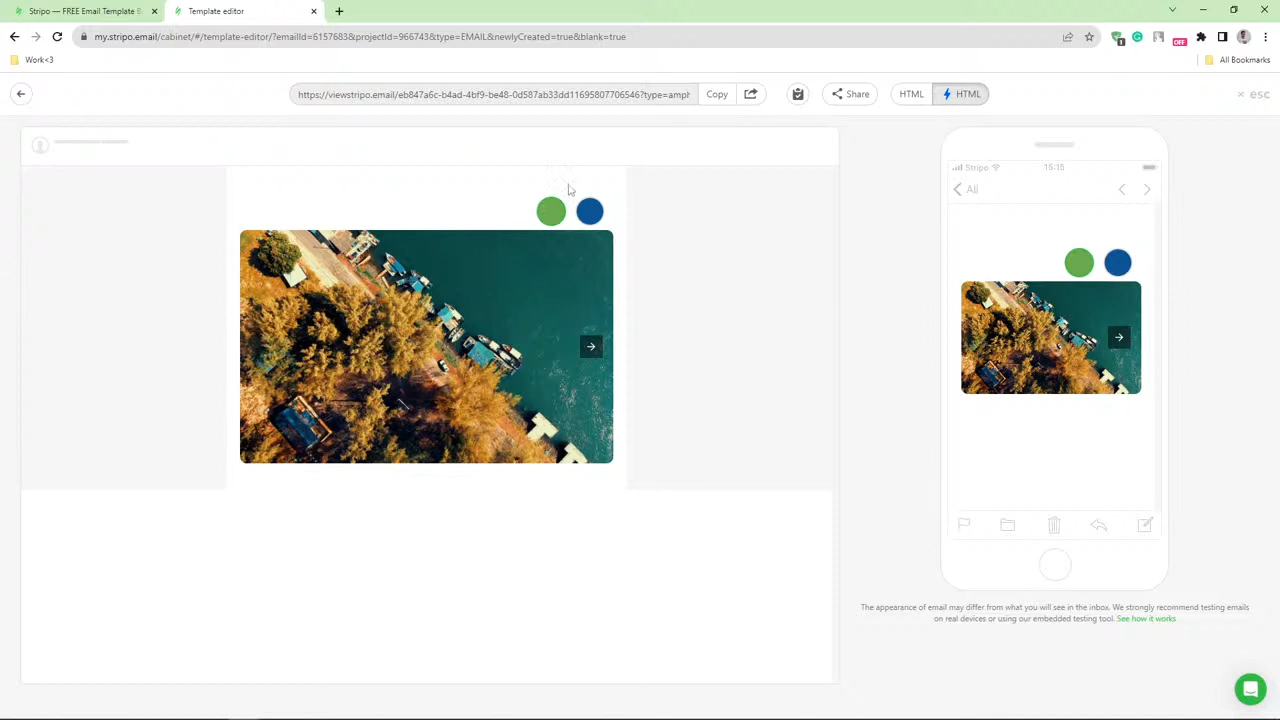 Stripo — FREE Email Template B
Template editor
my.stripo.email/cabinet/#/template-editor/?emailId=6157683&projectId=966743&type=EMAIL&newlyCreated=true&blank=true
1
OFF
Work<3
All Bookmarks
https://viewstripo.email/eb847a6c-b4ad-4bf9-be48-0d587ab33dd11695807706546?type=amph
Copy
Share
HTML
HTML
× esc
Stripo
15:15
All
The appearance of email may differ from what you will see in the inbox. We strongly recommend testing emails
on real devices or using our embedded testing tool. See how it works